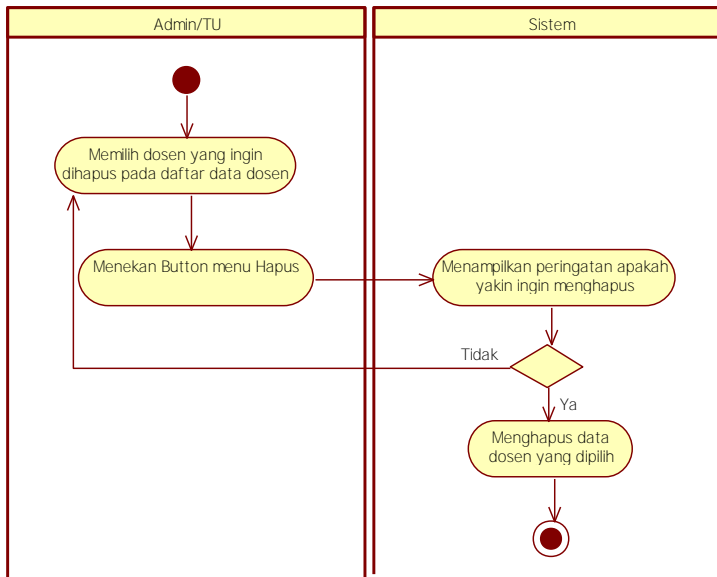 Admin/TU
Sistem
Memilih dosen yang ingin
dihapus pada daftar data dosen
Menekan Button menu Hapus
Menampilkan peringatan apakah
yakin ingin menghapus
Tidak
Ya
Menghapus data
dosen yang dipilih